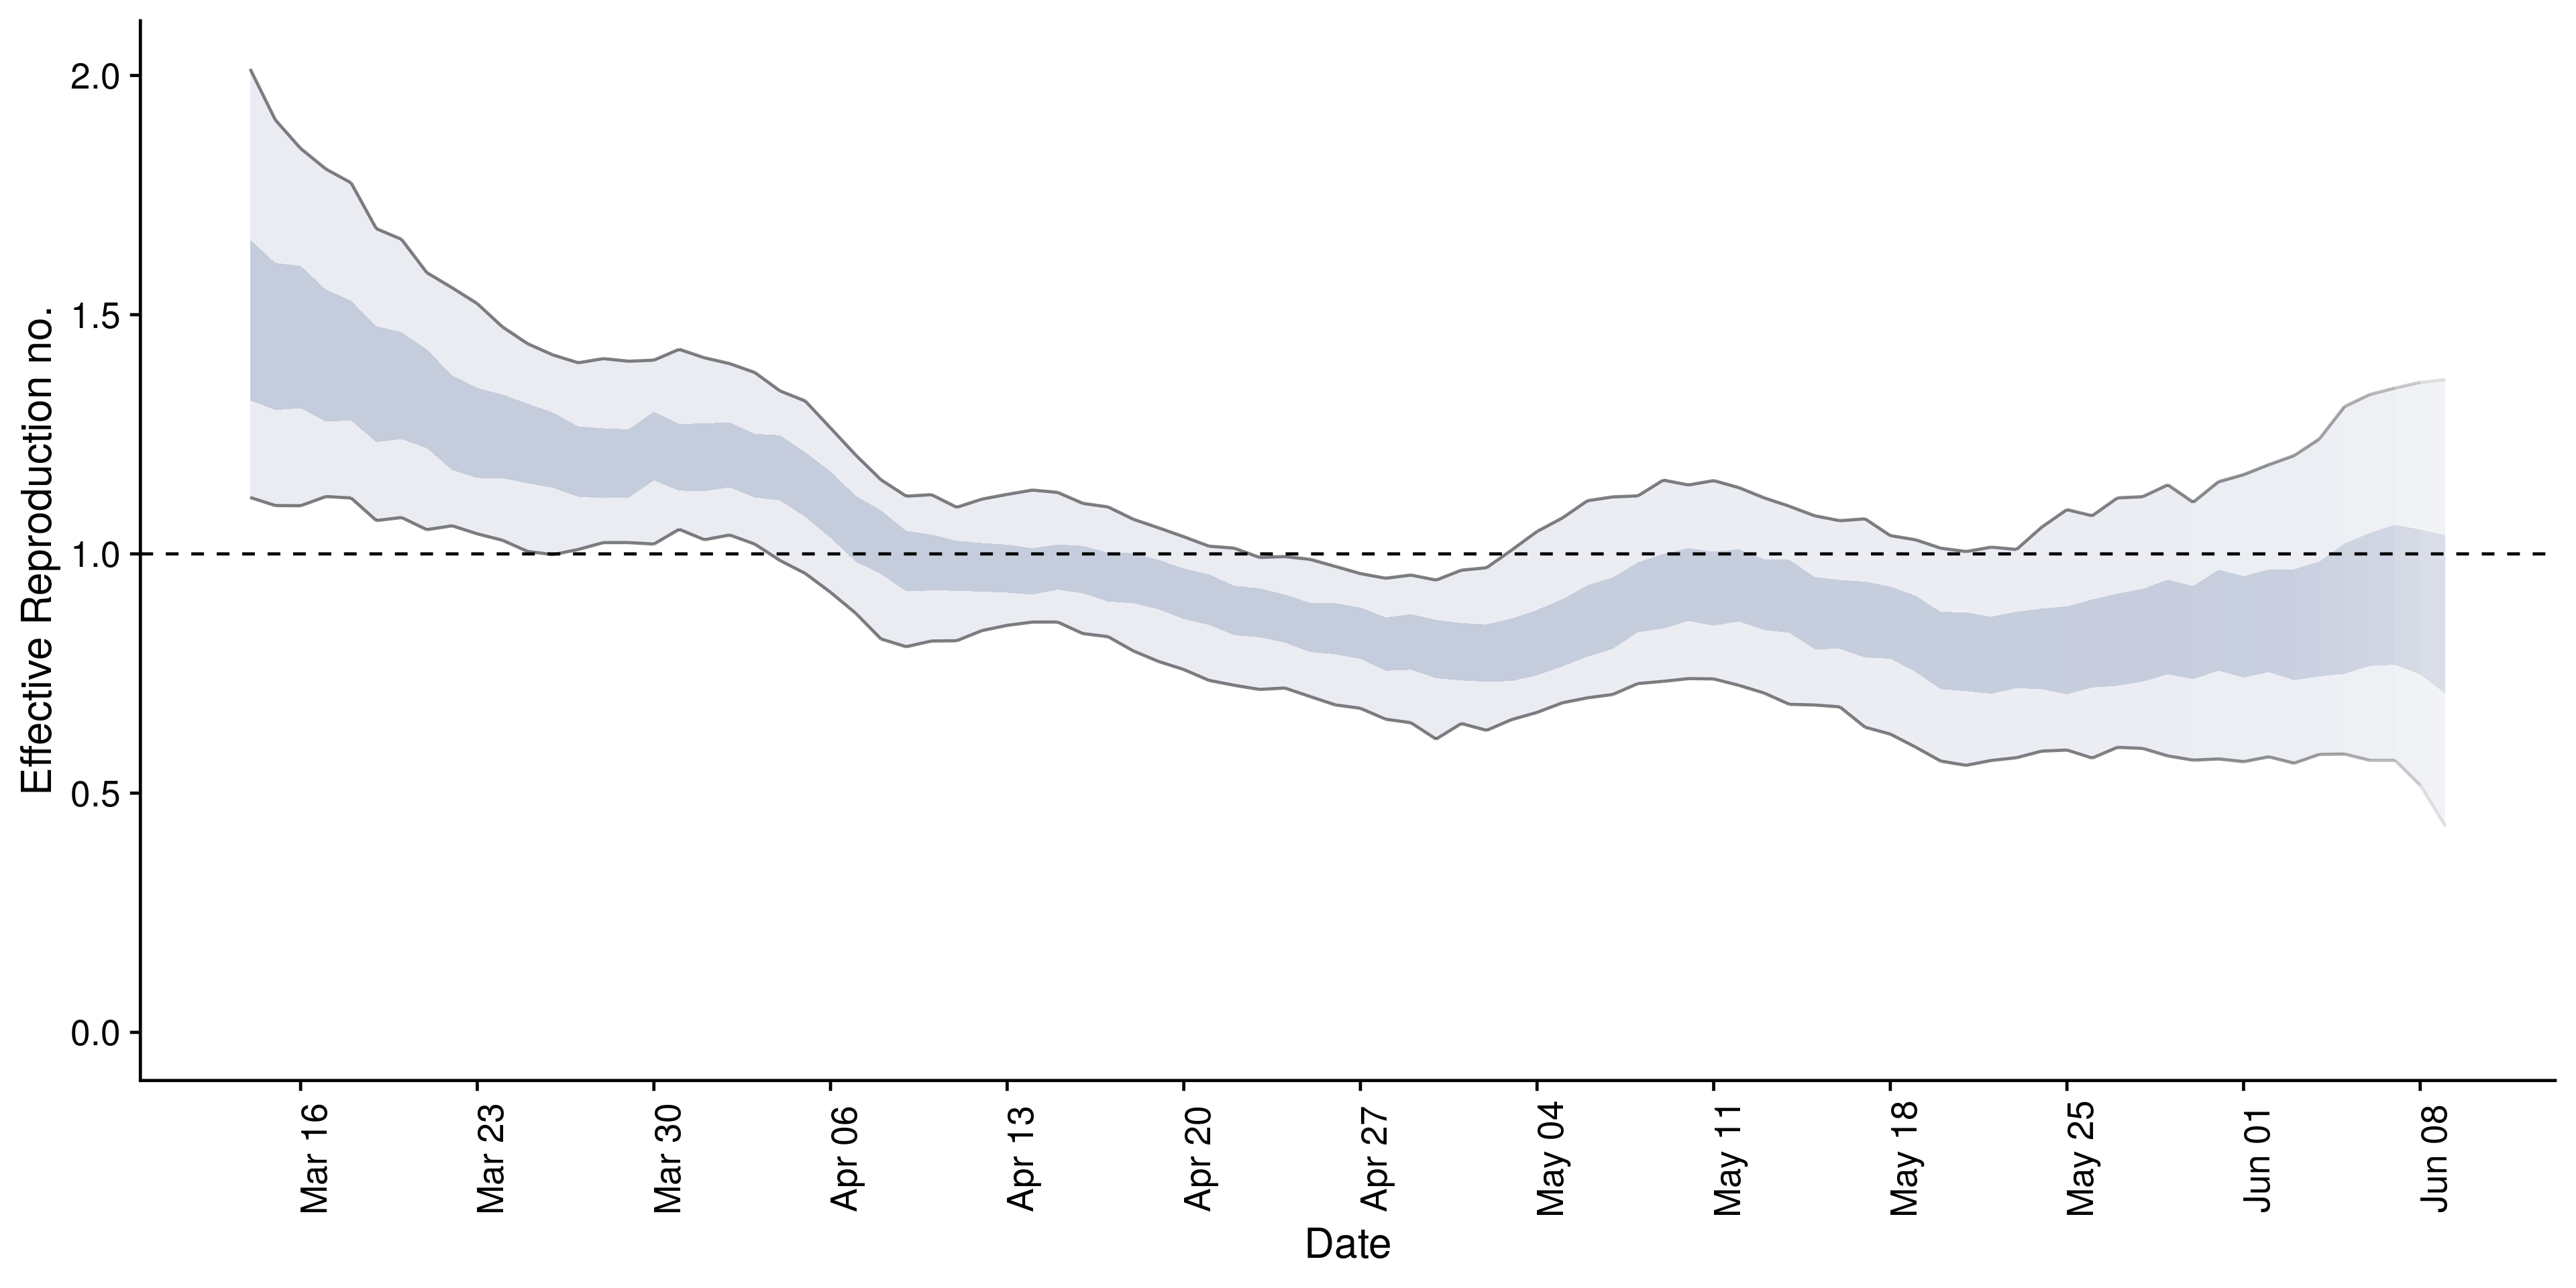 Effective Reproduction no.
2.0
1.5
1.0
0.5
0.0
Mar 16
Mar 23
Mar 30
Apr 06
Apr 13
Apr 20
Apr 27
May 04
May 11
May 18
May 25
Jun 01
Jun 08
Date